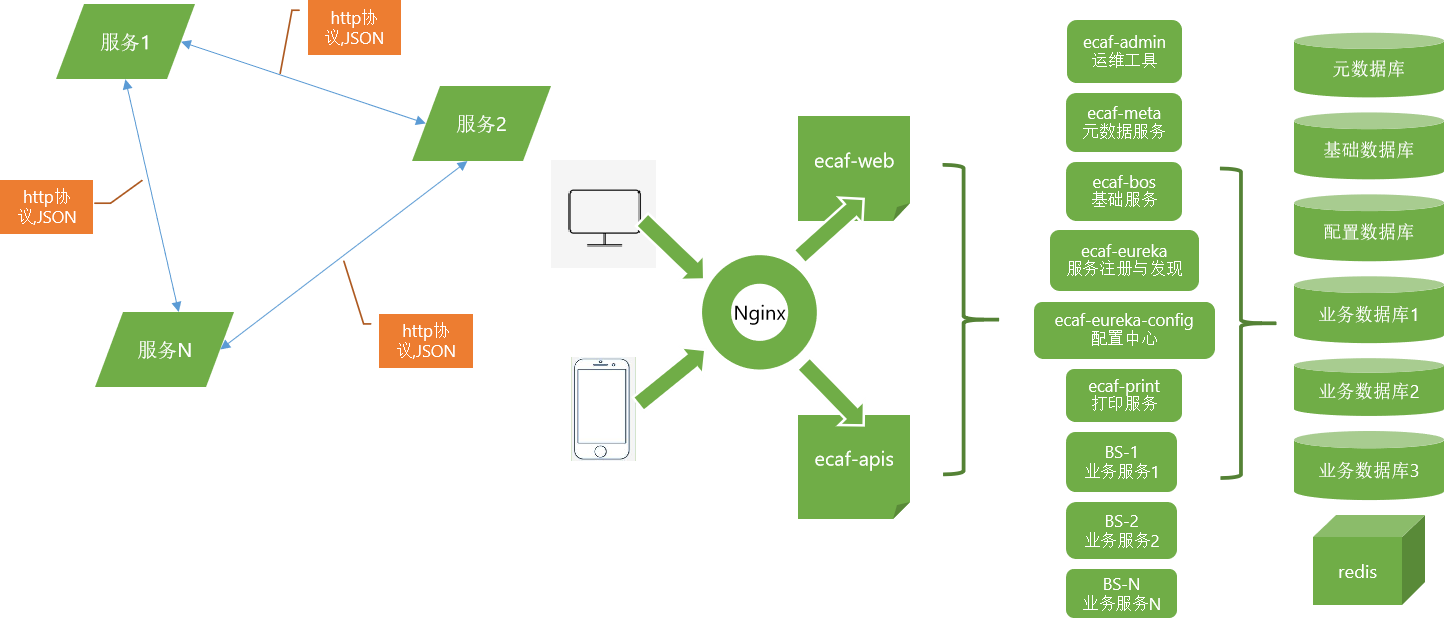 服务1
http协
议,JSON
服务2
http协
议,JSON
服务N
http协
议,JSON
Nginx
ecaf-web
ecaf-apis
ecaf-admin
运维工具
ecaf-meta
元数据服务
ecaf-bos
基础服务
ecaf-eureka
服务注册与发现
ecaf-eureka-config
配置中心
ecaf-print
打印服务
BS-1
业务服务1
BS-2
业务服务2
BS-N
业务服务N
元数据库
基础数据库
配置数据库
业务数据库1
业务数据库2
业务数据库3
redis